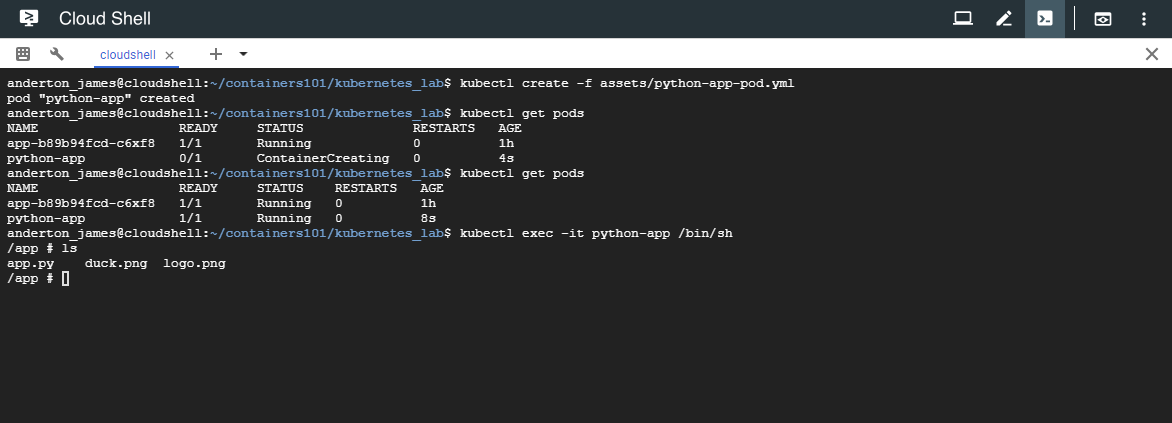 Cloud Shell
cloudshell
anderton_james@cloudshell:~/containers101/kubernetes_lab$ kubectl create -f assets/python-app-pod.yml
pod "python-app" created
anderton_james@cloudshell:~/containers101/kubernetes_lab$ kubectl get pods
NAME READY STATUS RESTARTS AGE
app-b89b94fcd-c6xf8 1/1 Running 0 1h
python-app 0/1 ContainerCreating 0 4s
anderton_james@cloudshell:~/containers101/kubernetes_lab$ kubectl get pods
NAME READY STATUS RESTARTS AGE
app-b89b94fcd-c6xf8 1/1 Running 0 1h
python-app 1/1 Running 0 8s
anderton_james@cloudshell:~/containers101/kubernetes_lab$ kubectl exec -it python-app /bin/sh
/app # ls
app.py duck.png logo.png
/app #